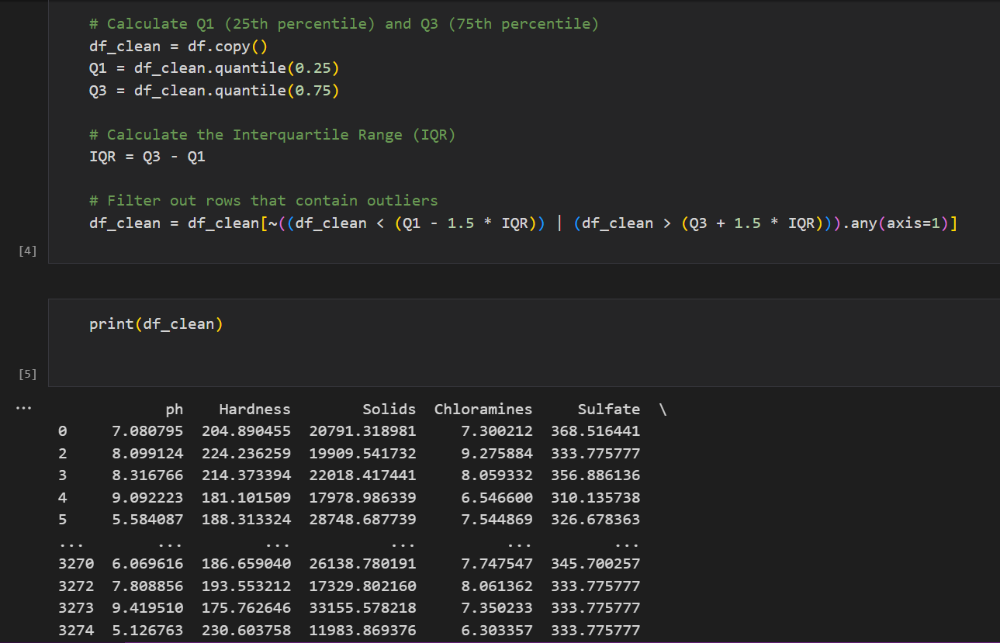 # Calculate Q1 (25th percentile) and Q3 (75th percentile)
df_clean = df.copy()
Q1 = df_clean.quantile(0.25)
Q3 = df_clean.quantile(0.75)
# Calculate the Interquartile Range (IQR)
IQR = Q3 - Q1
# Filter out rows that contain outliers
df_clean = df_clean[~((df_clean < (Q1 - 1.5 * IQR)) | (df_clean > (Q3 + 1.5 * IQR))).any(axis=1)]
[4]
print(df_clean)
[5]
...
ph Hardness Solids Chloramines Sulfate \
0 7.080795 204.890455 20791.318981 7.300212 368.516441
2 8.099124 224.236259 19909.541732 9.275884 333.775777
3 8.316766 214.373394 22018.417441 8.059332 356.886136
4 9.092223 181.101509 17978.986339 6.546600 310.135738
5 5.584087 188.313324 28748.687739 7.544869 326.678363
... ... ... ... ... ...
3270 6.069616 186.659040 26138.780191 7.747547 345.700257
3272 7.808856 193.553212 17329.802160 8.061362 333.775777
3273 9.419510 175.762646 33155.578218 7.350233 333.775777
3274 5.126763 230.603758 11983.869376 6.303357 333.775777